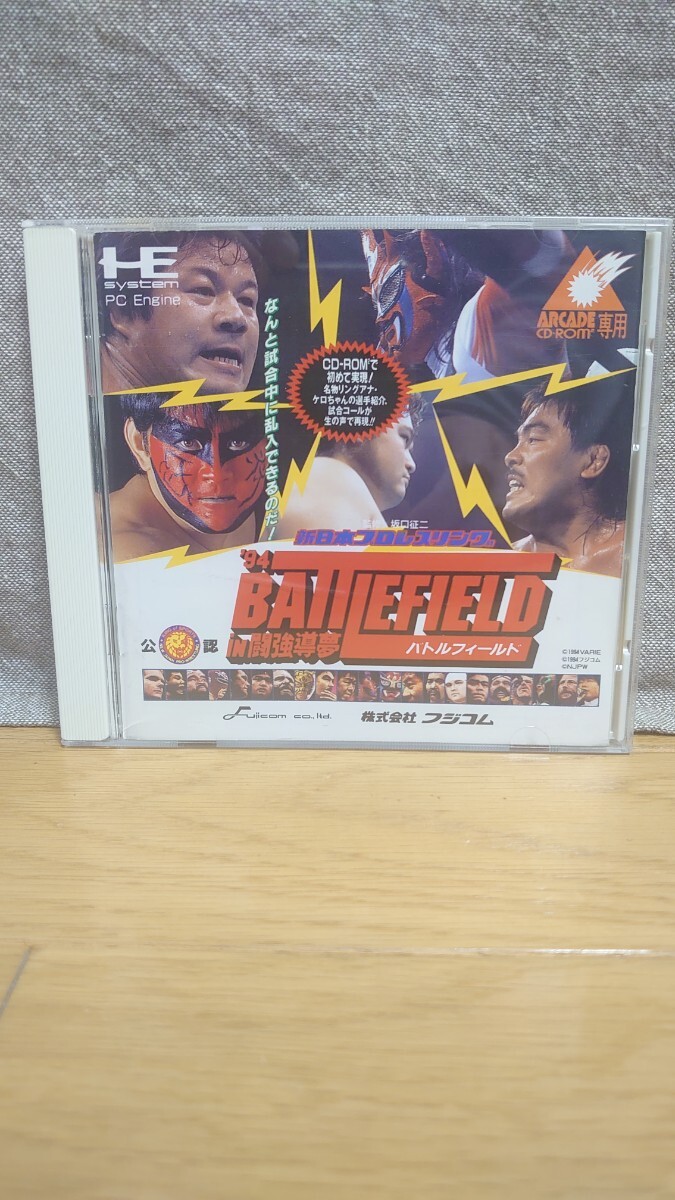 HE
system
PC Engine
なんと試合中に乱入できるのだ!
CD-ROM²で
初めて実現!
名物リングアナ・
ケロちゃんの選手紹介、
試合コールが
生の声で再現!!
ARCADE
CD-ROM²
専用
坂口征二
新日本プロレスリング
'94
BATTLEFIELD
IN 闘強導夢
バトルフィールド
公認
©1994 VARIE
©1994 フジコム
©NJPW
Fujicom co.,ltd.
株式会社 フジコム